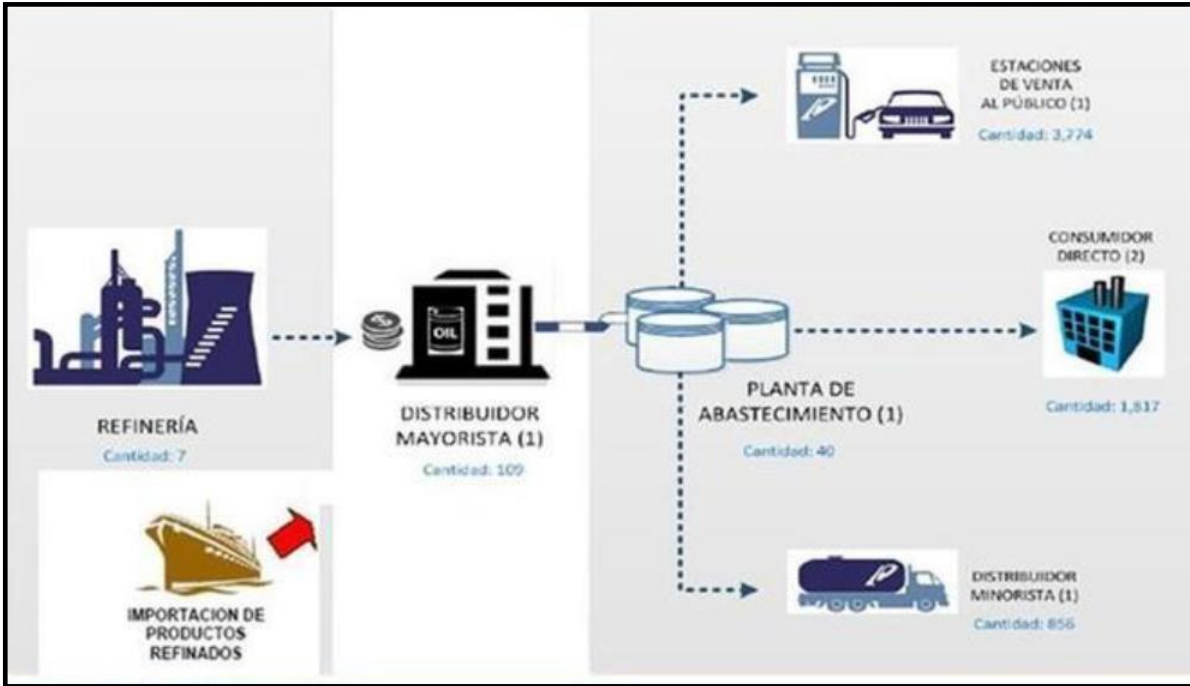 REFINERÍA
Cantidad: 7
IMPORTACION DE
PRODUCTOS
REFINADOS
OIL
DISTRIBUIDOR
MAYORISTA (1)
Cantidad: 109
PLANTA DE
ABASTECIMIENTO (1)
Cantidad: 40
ESTACIONES
DE VENTA
AL PÚBLICO (1)
Cantidad: 3,774
CONSUMIDOR
DIRECTO (2)
Cantidad: 1,817
DISTRIBUIDOR
MINORISTA (1)
Cantidad: 856